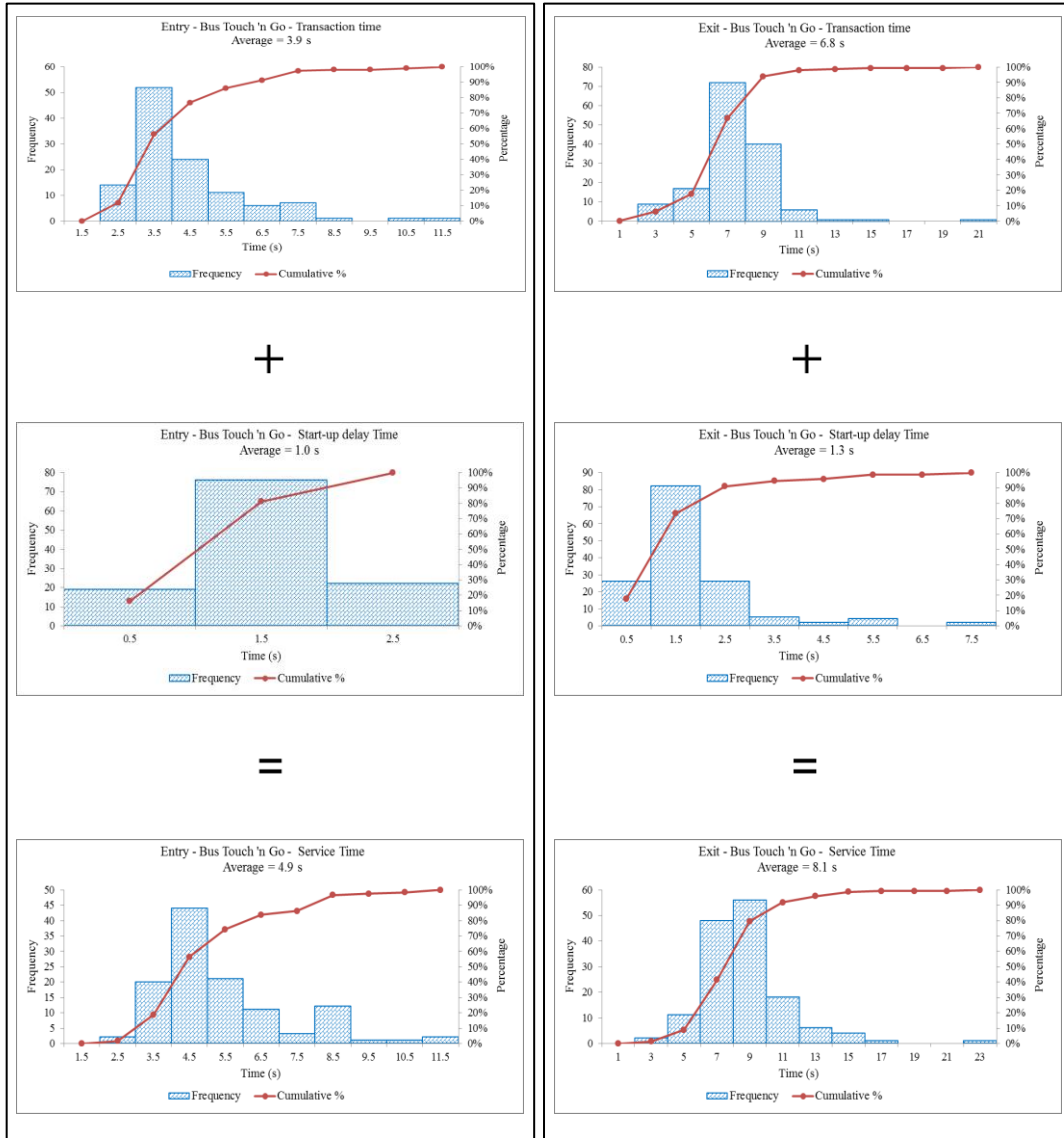 Entry - Bus Touch 'n Go - Transaction time
Average = 3.9 s
60
50
40
30
20
10
0
Frequency
100%
90%
80%
70%
60%
50%
40%
30%
20%
10%
0%
Percentage
1.5 2.5 3.5 4.5 5.5 6.5 7.5 8.5 9.5 10.5 11.5
Time (s)
Frequency Cumulative %
+
Entry - Bus Touch 'n Go - Start-up delay Time
Average = 1.0 s
80
70
60
50
40
30
20
10
0
Frequency
100%
90%
80%
70%
60%
50%
40%
30%
20%
10%
0%
Percentage
0.5 1.5 2.5
Time (s)
Frequency Cumulative %
=
Entry - Bus Touch 'n Go - Service Time
Average = 4.9 s
50
45
40
35
30
25
20
15
10
5
0
Frequency
100%
90%
80%
70%
60%
50%
40%
30%
20%
10%
0%
Percentage
1.5 2.5 3.5 4.5 5.5 6.5 7.5 8.5 9.5 10.5 11.5
Time (s)
Frequency Cumulative %
Exit - Bus Touch 'n Go - Transaction time
Average = 6.8 s
80
70
60
50
40
30
20
10
0
Frequency
100%
90%
80%
70%
60%
50%
40%
30%
20%
10%
0%
Percentage
1 3 5 7 9 11 13 15 17 19 21
Time (s)
Frequency Cumulative %
+
Exit - Bus Touch 'n Go - Start-up delay Time
Average = 1.3 s
90
80
70
60
50
40
30
20
10
0
Frequency
100%
90%
80%
70%
60%
50%
40%
30%
20%
10%
0%
Percentage
0.5 1.5 2.5 3.5 4.5 5.5 6.5 7.5
Time (s)
Frequency Cumulative %
=
Exit - Bus Touch 'n Go - Service Time
Average = 8.1 s
60
50
40
30
20
10
0
Frequency
100%
90%
80%
70%
60%
50%
40%
30%
20%
10%
0%
Percentage
1 3 5 7 9 11 13 15 17 19 21 23
Time (s)
Frequency Cumulative %